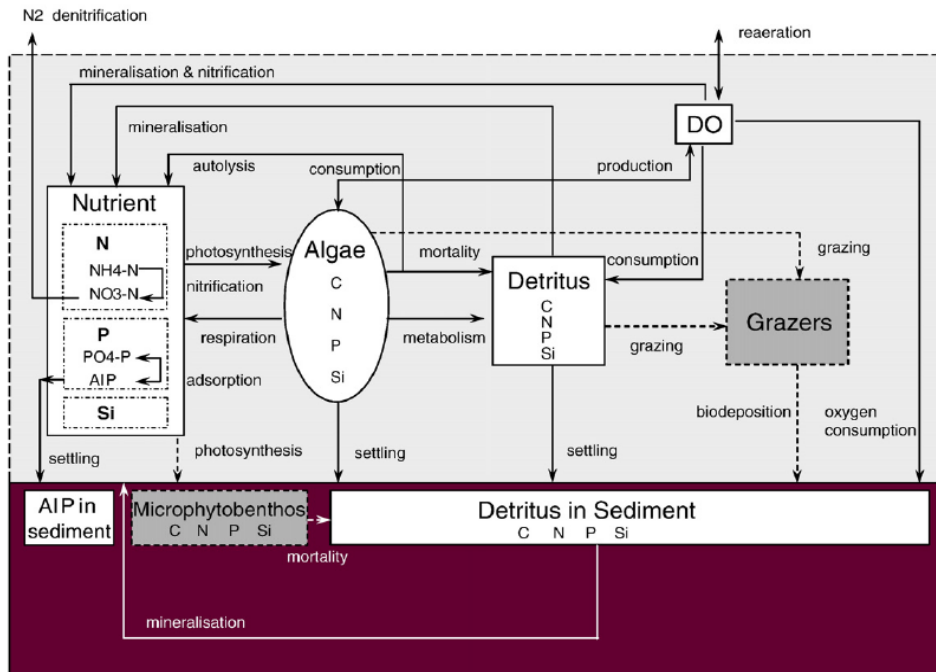 N2 denitrification
reaeration
mineralisation & nitrification
DO
mineralisation
production
autolysis
consumption
Nutrient
N
NH4-N
NO3-N
P
PO4-P
AIP
Si
photosynthesis
nitrification
respiration
adsorption
Algae
C
N
P
Si
mortality
metabolism
consumption
Detritus
C
N
P
Si
grazing
grazing
Grazers
settling
photosynthesis
settling
settling
biodeposition
oxygen
consumption
AIP in
sediment
Microphytobenthos
C N P Si
mortality
Detritus in Sediment
C N P Si
mineralisation